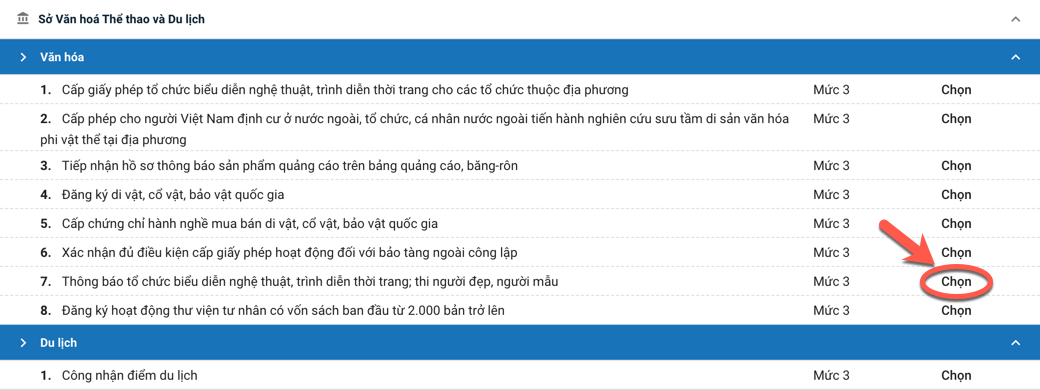 Sở Văn hoá Thể thao và Du lịch
Văn hóa
1. Cấp giấy phép tổ chức biểu diễn nghệ thuật, trình diễn thời trang cho các tổ chức thuộc địa phương Mức 3 Chọn
2. Cấp phép cho người Việt Nam định cư ở nước ngoài, tổ chức, cá nhân nước ngoài tiến hành nghiên cứu sưu tầm di sản văn hóa Mức 3 Chọn
phi vật thể tại địa phương
3. Tiếp nhận hồ sơ thông báo sản phẩm quảng cáo trên bảng quảng cáo, băng-rôn Mức 3 Chọn
4. Đăng ký di vật, cổ vật, bảo vật quốc gia Mức 3 Chọn
5. Cấp chứng chỉ hành nghề mua bán di vật, cổ vật, bảo vật quốc gia Mức 3 Chọn
6. Xác nhận đủ điều kiện cấp giấy phép hoạt động đối với bảo tàng ngoài công lập Mức 3 Chọn
7. Thông báo tổ chức biểu diễn nghệ thuật, trình diễn thời trang; thi người đẹp, người mẫu Mức 3 Chọn
8. Đăng ký hoạt động thư viện tư nhân có vốn sách ban đầu từ 2.000 bản trở lên Mức 3 Chọn
Du lịch
1. Công nhận điểm du lịch Mức 3 Chọn